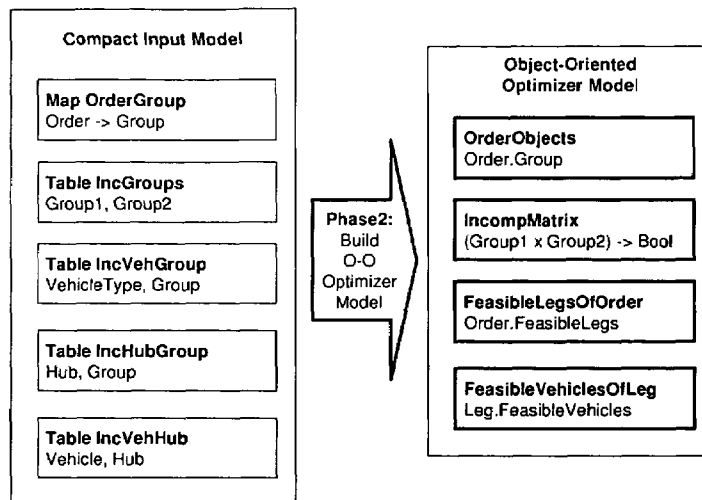 Compact Input Model
Map OrderGroup
Order -> Group
Table IncGroups
Group1, Group2
Table IncVehGroup
VehicleType, Group
Table IncHubGroup
Hub, Group
Table IncVehHub
Vehicle, Hub
Phase2:
Build
O-O
Optimizer
Model
Object-Oriented
Optimizer Model
OrderObjects
Order.Group
IncompMatrix
(Group1 x Group2) -> Bool
FeasibleLegsOfOrder
Order.FeasibleLegs
FeasibleVehiclesOfLeg
Leg.FeasibleVehicles